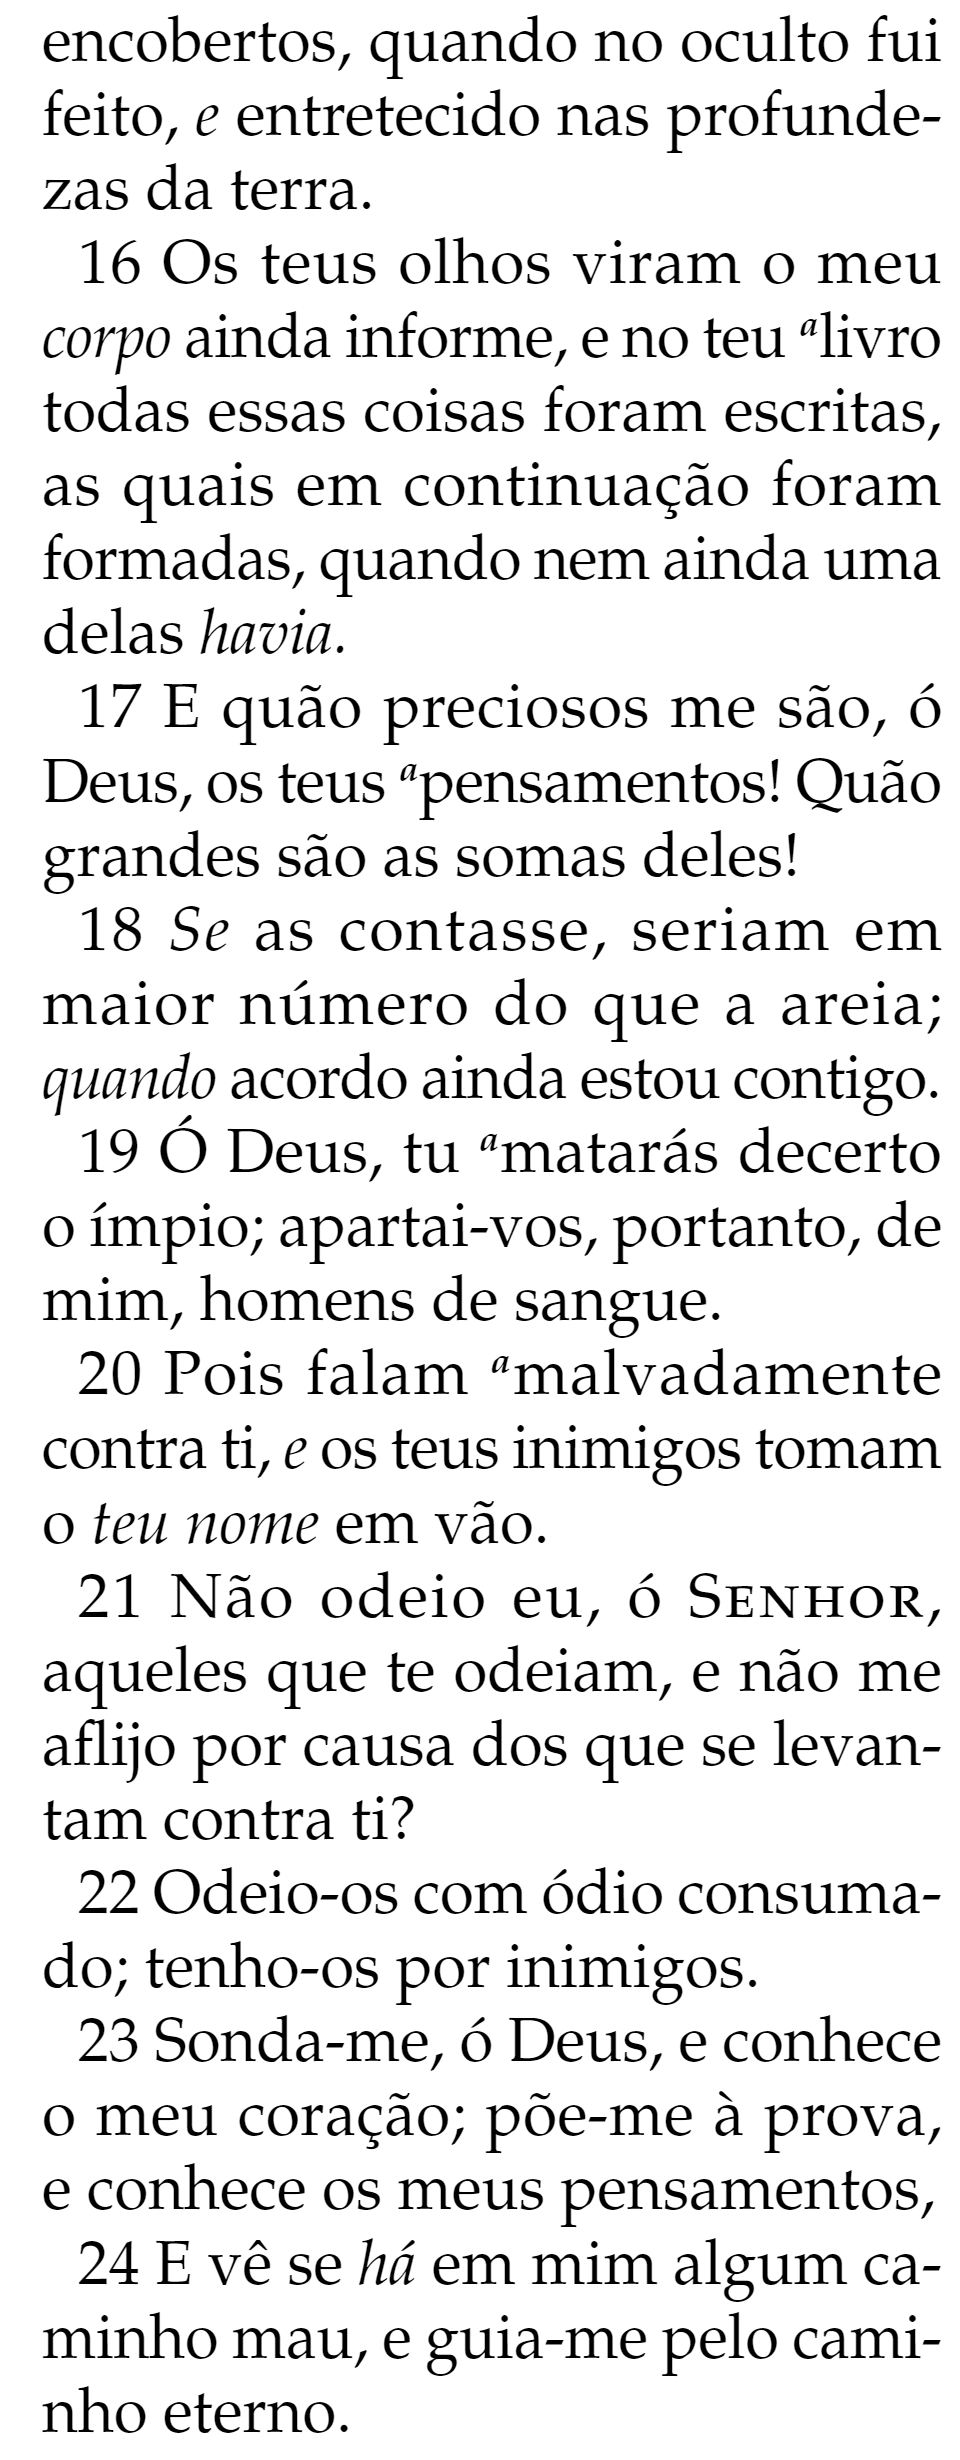 encobertos, quando no oculto fui
feito, e entretecido nas profunde-
zas da terra.
16 Os teus olhos viram o meu
corpo ainda informe, e no teu ᵃlivro
todas essas coisas foram escritas,
as quais em continuação foram
formadas, quando nem ainda uma
delas havia.
17 E quão preciosos me são, ó
Deus, os teus ᵃpensamentos! Quão
grandes são as somas deles!
18 Se as contasse, seriam em
maior número do que a areia;
quando acordo ainda estou contigo.
19 Ó Deus, tu ᵃmatarás decerto
o ímpio; apartai-vos, portanto, de
mim, homens de sangue.
20 Pois falam ᵃmalvadamente
contra ti, e os teus inimigos tomam
o teu nome em vão.
21 Não odeio eu, ó SENHOR,
aqueles que te odeiam, e não me
aflijo por causa dos que se levan-
tam contra ti?
22 Odeio-os com ódio consuma-
do; tenho-os por inimigos.
23 Sonda-me, ó Deus, e conhece
o meu coração; põe-me à prova,
e conhece os meus pensamentos,
24 E vê se há em mim algum ca-
minho mau, e guia-me pelo cami-
nho eterno.